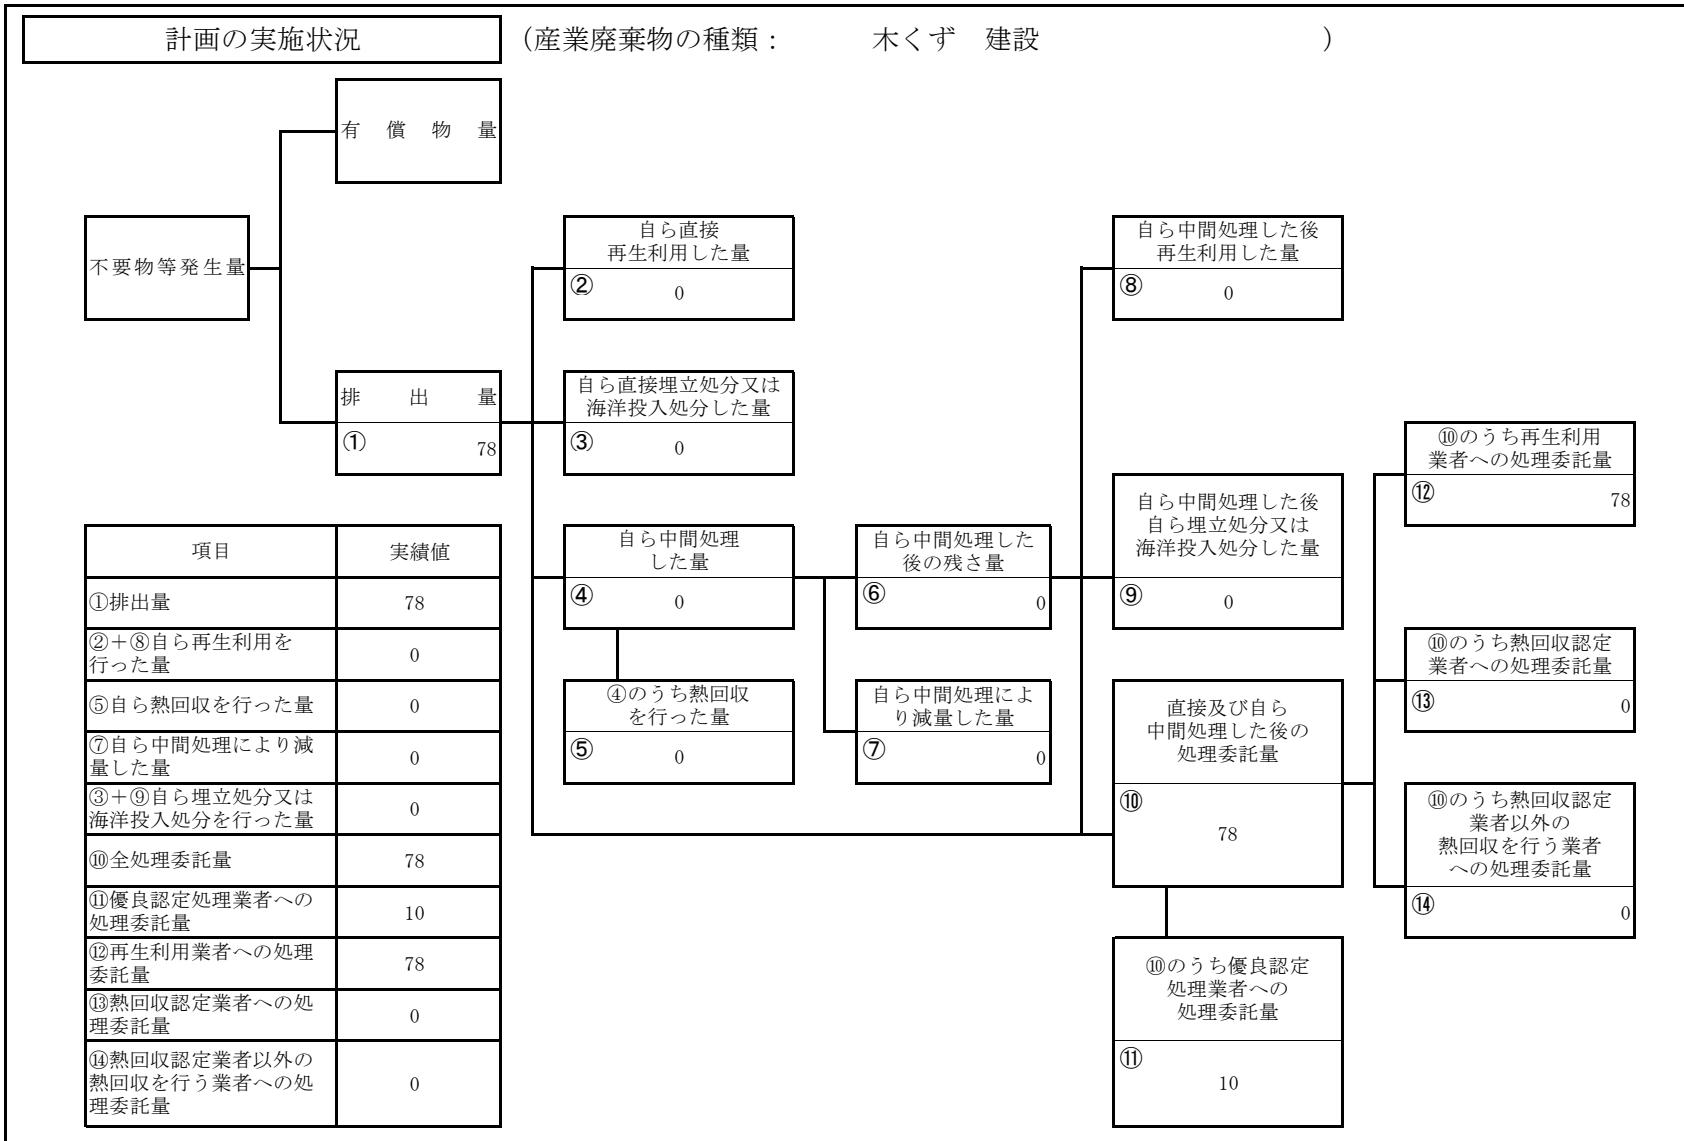 計画の実施状況
（産業廃棄物の種類： 木くず 建設 ）
有償物量
不要物等発生量
排出量
①
78
自ら直接
再生利用した量
②
0
自ら直接埋立処分又は
海洋投入処分した量
③
0
自ら中間処理
した量
④
0
④のうち熱回収
を行った量
⑤
0
自ら中間処理した
後の残さ量
⑥
0
自ら中間処理によ
り減量した量
⑦
0
自ら中間処理した後
再生利用した量
⑧
0
自ら中間処理した後
自ら埋立処分又は
海洋投入処分した量
⑨
0
直接及び自ら
中間処理した後の
処理委託量
⑩
78
⑩のうち優良認定
処理業者への
処理委託量
⑪
10
⑩のうち再生利用
業者への処理委託量
⑫
78
⑩のうち熱回収認定
業者への処理委託量
⑬
0
⑩のうち熱回収認定
業者以外の
熱回収を行う業者
への処理委託量
⑭
0
項目 実績値
①排出量 78
②＋⑧自ら再生利用を
行った量
0
⑤自ら熱回収を行った量 0
⑦自ら中間処理により減
量した量
0
③＋⑨自ら埋立処分又は
海洋投入処分を行った量
0
⑩全処理委託量 78
⑪優良認定処理業者への
処理委託量
10
⑫再生利用業者への処理
委託量
78
⑬熱回収認定業者への処
理委託量
0
⑭熱回収認定業者以外の
熱回収を行う業者への処
理委託量
0